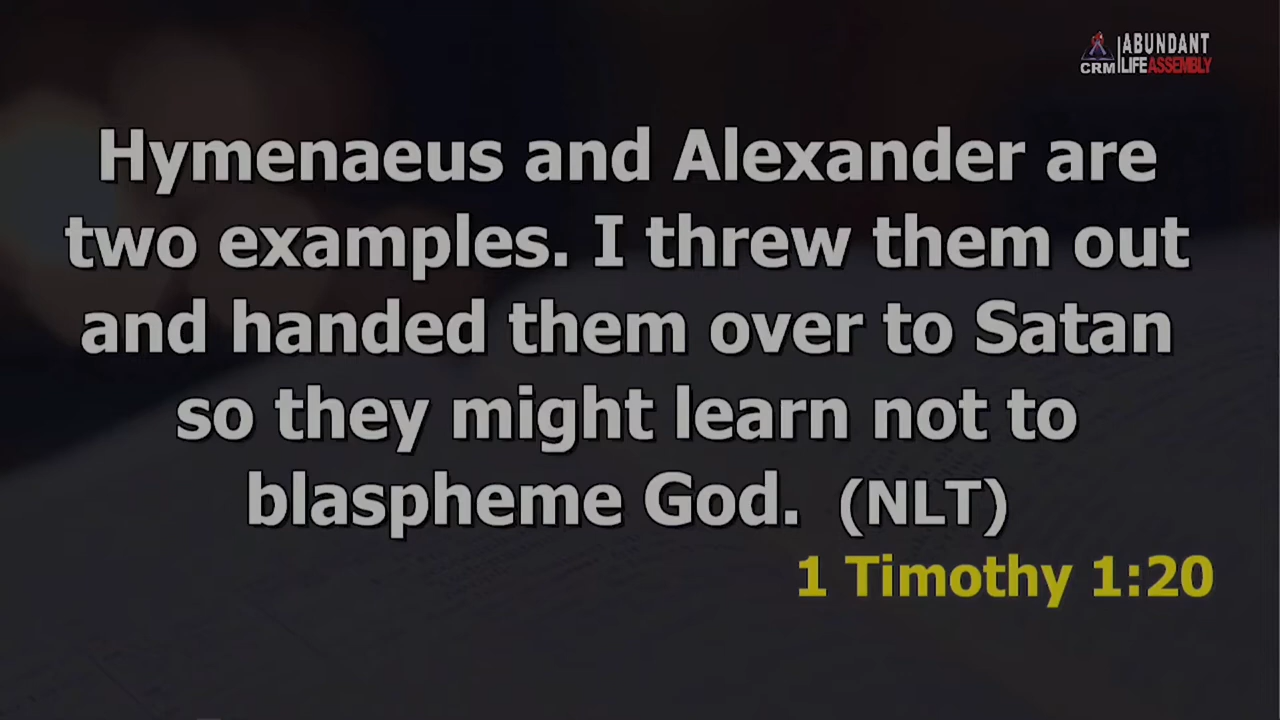 CRM
ABUNDANT
LIFE ASSEMBLY
Hymenaeus and Alexander are
two examples. I threw them out
and handed them over to Satan
so they might learn not to
blaspheme God. (NLT)
1 Timothy 1:20